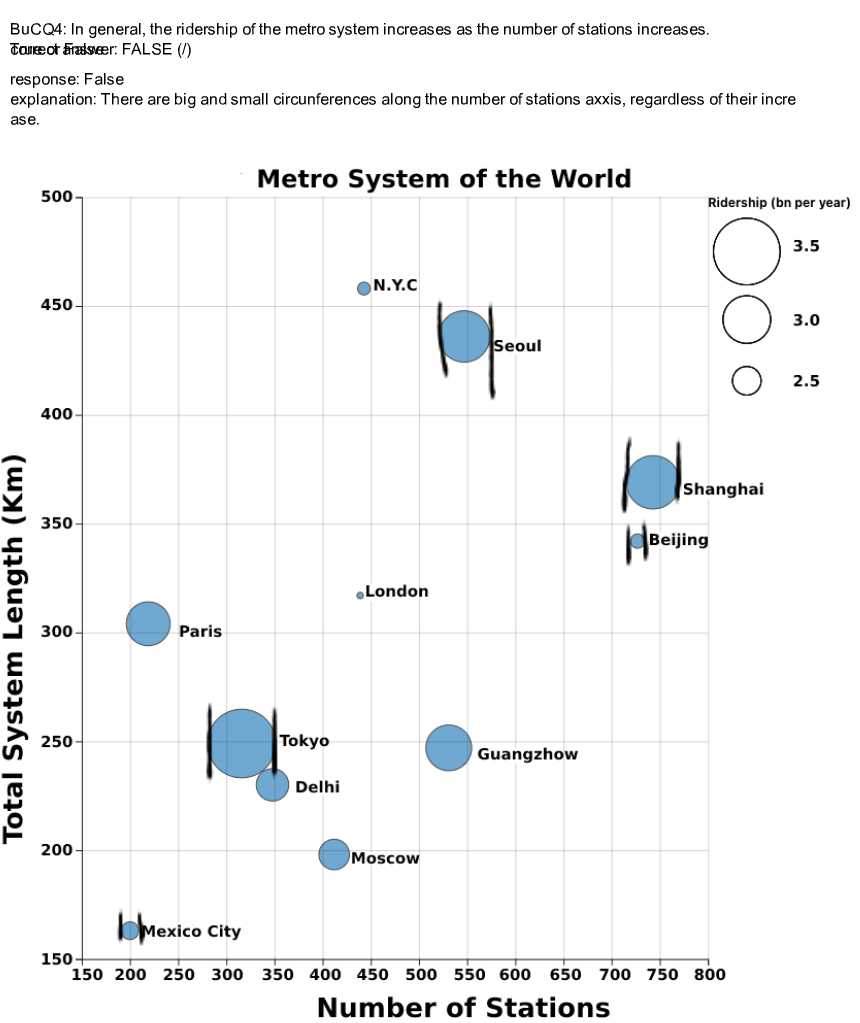 BuCQ4: In general, the ridership of the metro system increases as the number of stations increases.
True or False
correct answer: FALSE (/)
response: False
explanation: There are big and small circunferences along the number of stations axxis, regardless of their incre
ase.
Metro System of the World
Ridership (bn per year)
3.5
3.0
2.5
500
450
400
350
300
250
200
150
Total System Length (Km)
N.Y.C
Seoul
Shanghai
Beijing
London
Paris
Tokyo
Guangzhow
Delhi
Moscow
Mexico City
150 200 250 300 350 400 450 500 550 600 650 700 750 800
Number of Stations